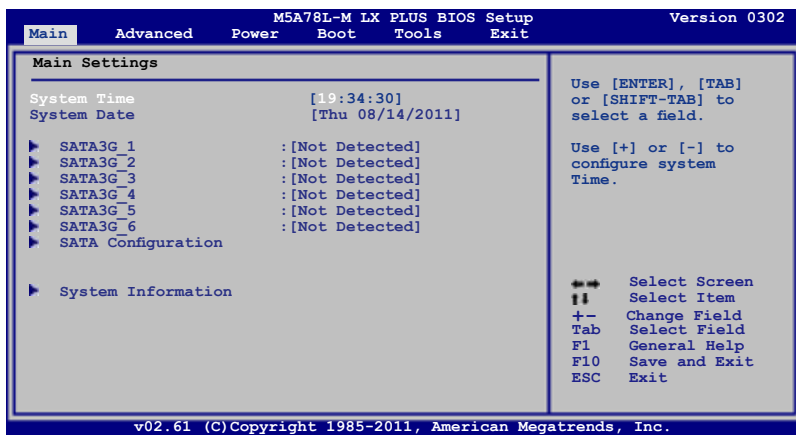 M5A78L-M LX PLUS BIOS Setup Version 0302
Main Advanced Power Boot Tools Exit
Main Settings
System Time [19:34:30]
System Date [Thu 08/14/2011]
SATA3G_1 :[Not Detected]
SATA3G_2 :[Not Detected]
SATA3G_3 :[Not Detected]
SATA3G_4 :[Not Detected]
SATA3G_5 :[Not Detected]
SATA3G_6 :[Not Detected]
SATA Configuration
System Information
Use [ENTER], [TAB]
or [SHIFT-TAB] to
select a field.
Use [+] or [-] to
configure system
Time.
Select Screen
Select Item
+- Change Field
Tab Select Field
F1 General Help
F10 Save and Exit
ESC Exit
v02.61 (C)Copyright 1985-2011, American Megatrends, Inc.